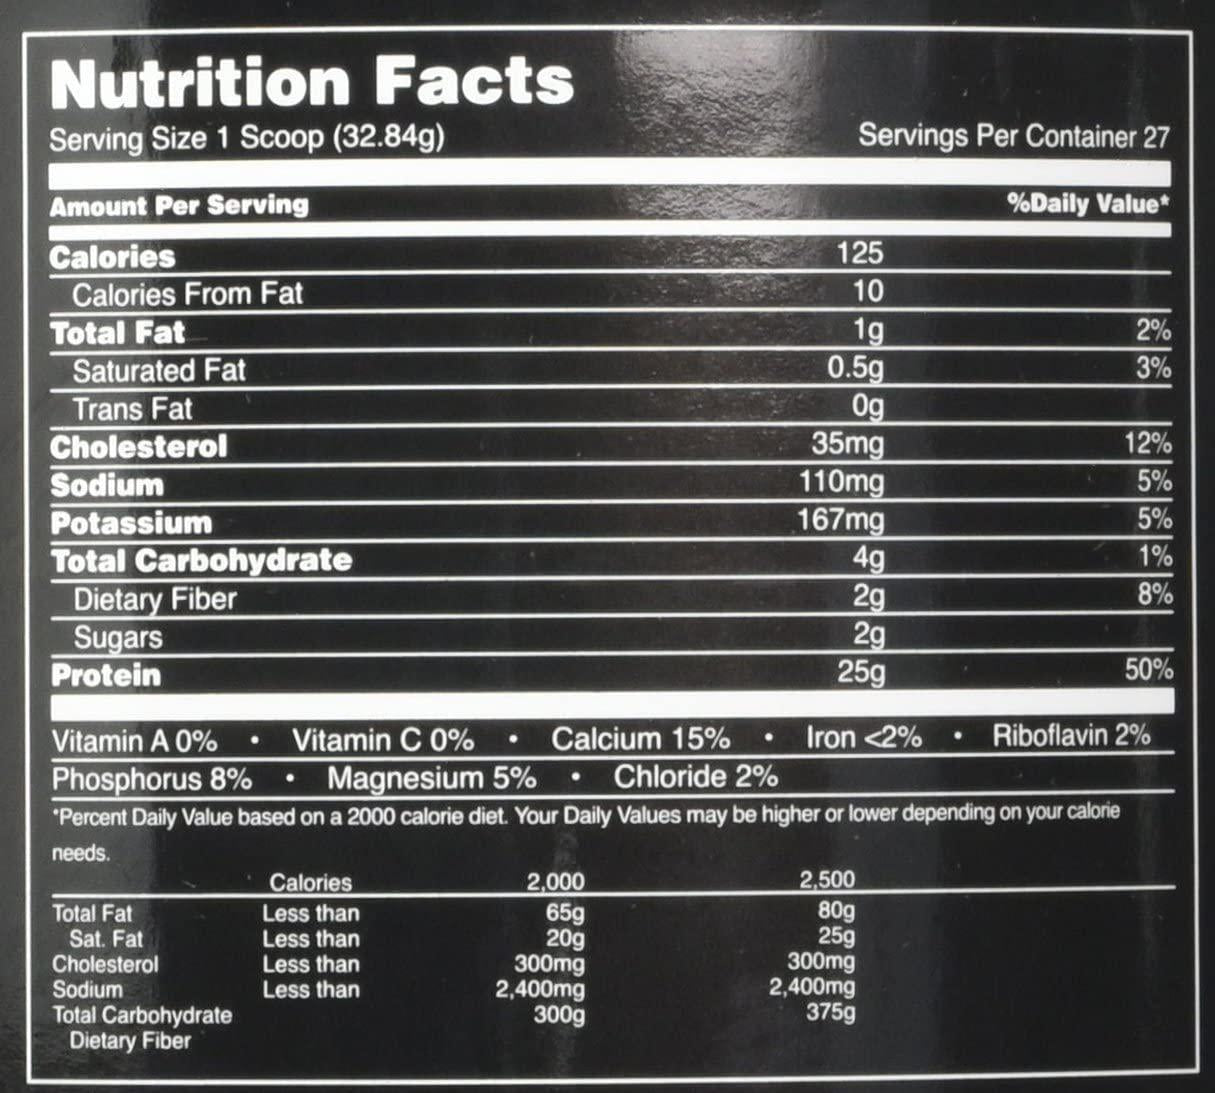 Nutrition Facts
Serving Size 1 Scoop (32.84g) Servings Per Container 27
Amount Per Serving %Daily Value*
Calories 125
Calories From Fat 10
Total Fat 1g 2%
Saturated Fat 0.5g 3%
Trans Fat 0g
Cholesterol 35mg 12%
Sodium 110mg 5%
Potassium 167mg 5%
Total Carbohydrate 4g 1%
Dietary Fiber 2g 8%
Sugars 2g
Protein 25g 50%
Vitamin A 0% • Vitamin C 0% • Calcium 15% • Iron <2% • Riboflavin 2%
Phosphorus 8% • Magnesium 5% • Chloride 2%
*Percent Daily Value based on a 2000 calorie diet. Your Daily Values may be higher or lower depending on your calorie
needs.
Calories 2,000 2,500
Total Fat Less than 65g 80g
Sat. Fat Less than 20g 25g
Cholesterol Less than 300mg 300mg
Sodium Less than 2,400mg 2,400mg
Total Carbohydrate 300g 375g
Dietary Fiber